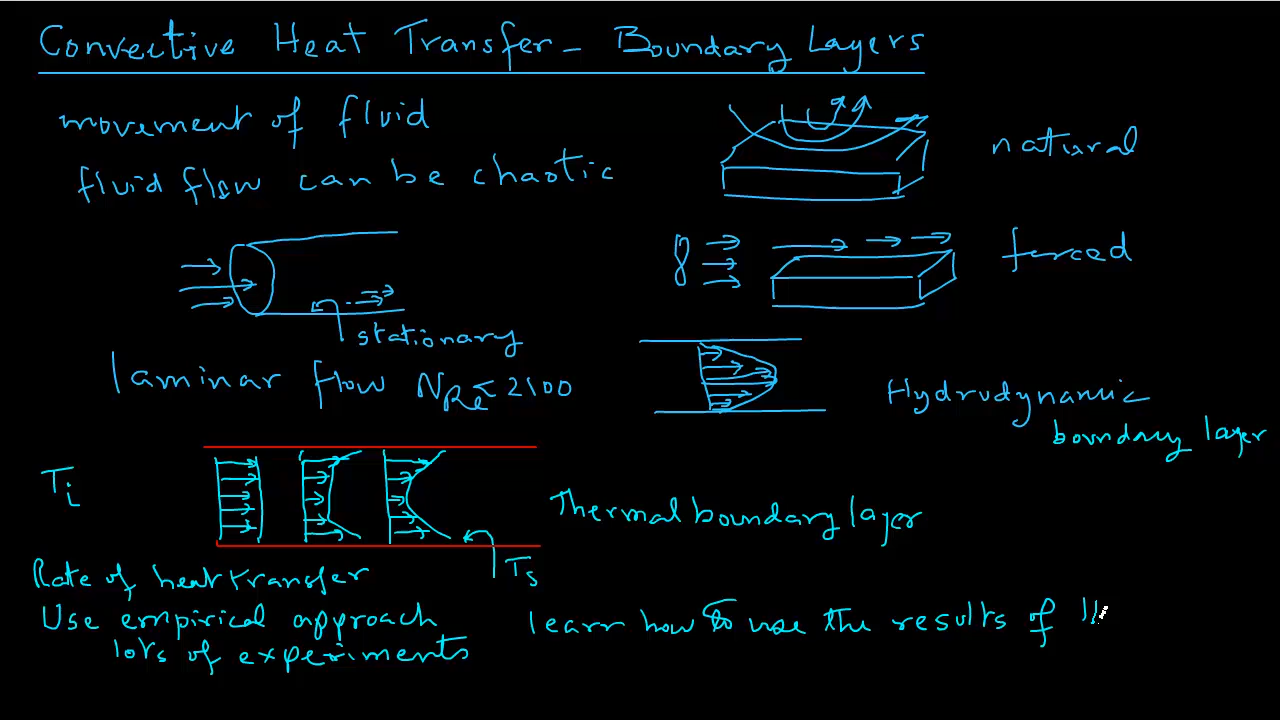 Convective Heat Transfer - Boundary Layers
movement of fluid
fluid flow can be chaotic
natural
forced
stationary
laminar flow N_Re < 2100
Hydrodynamic
boundary layer
Ti
Thermal boundary layer
Ts
Rate of heat transfer
Use empirical approach
lots of experiments
learn how to use the results of